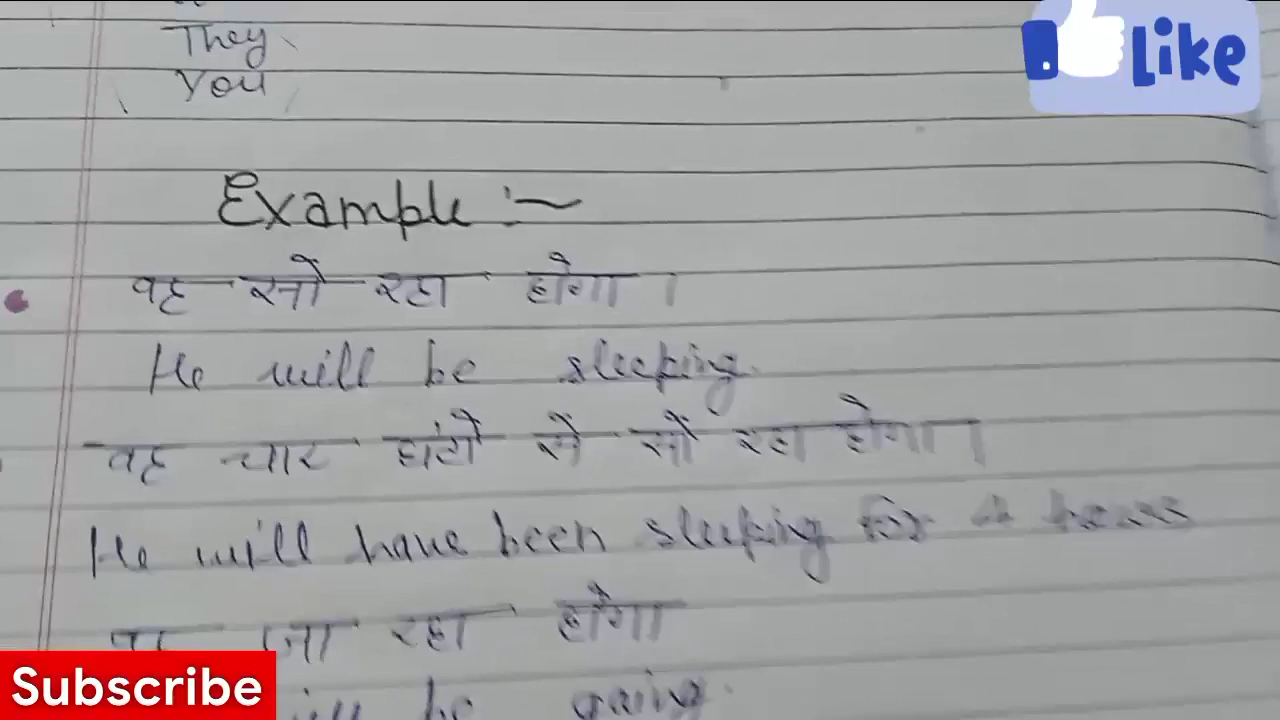 They
You
Like
Example :-
वह सो रहा होगा ।
He will be sleeping.
वह चार घंटों से सो रहा होगा ।
He will have been sleeping for 4 hours
जा रहा होगा
will be going.
Subscribe